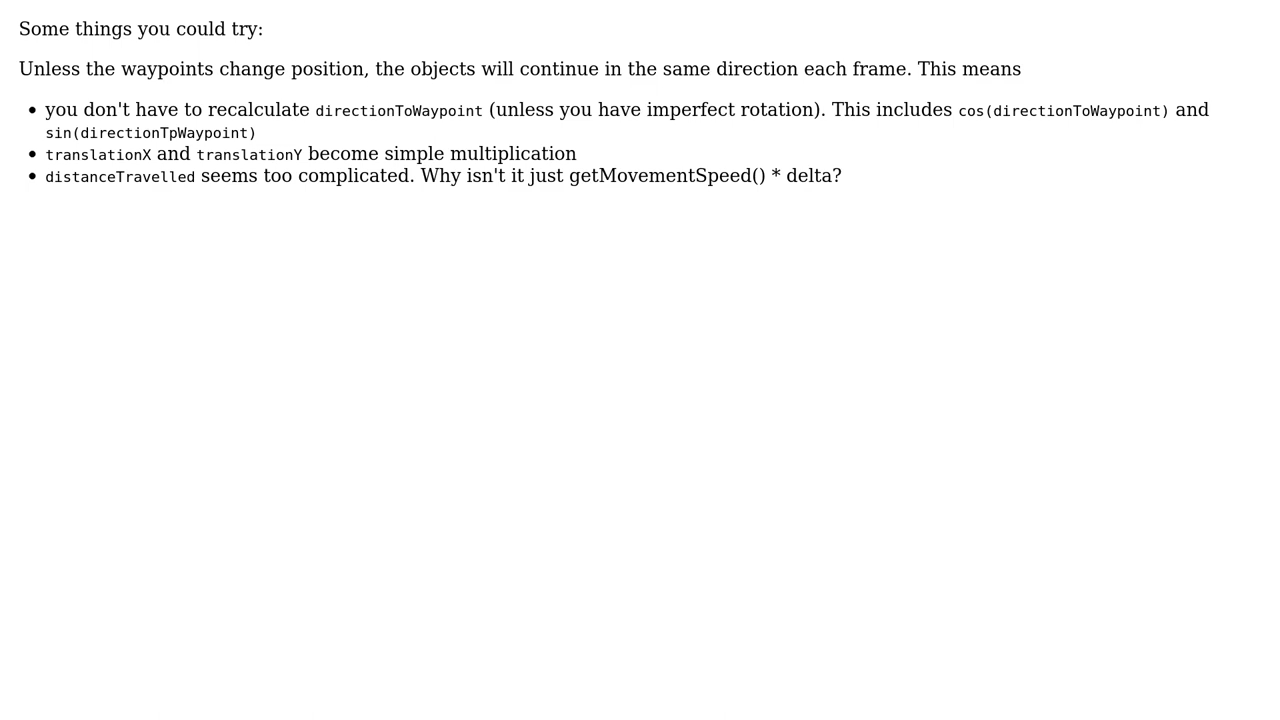 Some things you could try:
Unless the waypoints change position, the objects will continue in the same direction each frame. This means
• you don't have to recalculate directionToWaypoint (unless you have imperfect rotation). This includes cos(directionToWaypoint) and
sin(directionTpWaypoint)
• translationX and translationY become simple multiplication
• distanceTravelled seems too complicated. Why isn't it just getMovementSpeed() * delta?